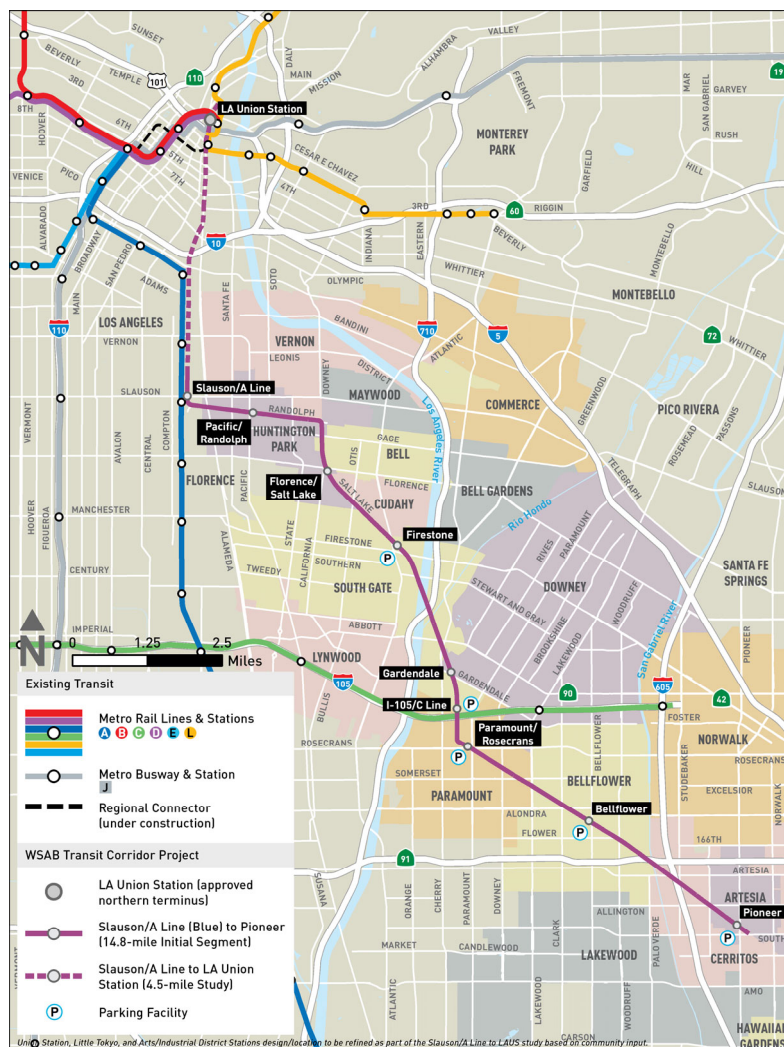 SUNSET
VALLEY
BEVERLY
3RD
TEMPLE
101
110
DALY
MAIN
MISSION
ALHAMBRA
FREMONT
MAR
SAN GABRIEL
GARVEY
19
8TH
HOOVER
6TH
LA Union Station
MONTEREY
PARK
RUSH
5TH
7TH
PICO
CESAR E CHAVEZ
4TH
GARFIELD
HILL
VENICE
ALVARADO
BROADWAY
SAN PEDRO
3RD
60
RIGGIN
INDIANA
EASTERN
BEVERLY
10
MAIN
ADAMS
SANTA FE
SOTO
OLYMPIC
WHITTIER
MONTEBELLO
MONTEBELLO
110
LOS ANGELES
VERNON
VERNON
LEONIS
BANDINI
DISTRICT
710
ATLANTIC
5
72
WHITTIER
SLAUSON
Slauson/A Line
DOWNEY
MAYWOOD
Los Angeles River
COMMERCE
GREENWOOD
PICO RIVERA
PASSONS
ROSEMEAD
VERMONT
AVALON
CENTRAL
COMPTON
Pacific/
Randolph
RANDOLPH
HUNTINGTON
PARK
GAGE
BELL
OTIS
TELEGRAPH
FLORENCE
PACIFIC
Florence/
Salt Lake
SALT LAKE
FLORENCE
CUDAHY
BELL GARDENS
SLAUSON
HOOVER
FIGUEROA
MANCHESTER
ALAMEDA
STATE
CALIFORNIA
FIRESTONE
SOUTHERN
Firestone
P
Rio Hondo
RIVES
PARAMOUNT
CENTURY
TWEEDY
SOUTH GATE
STEWART AND GRAY
DOWNEY
WOODRUFF
SANTA FE
SPRINGS
IMPERIAL
ABBOTT
BROOKSHIRE
LAKEWOOD
San Gabriel River
PIONEER
N
0 1.25 2.5
Miles
LYNWOOD
105
BULLIS
Gardendale
GARDENDALE
I-105/C Line
P
90
605
42
FOSTER
ROSECRANS
Paramount/
Rosecrans
P
BELLFLOWER
STUDEBAKER
NORWALK
ROSECRANS
SOMERSET
PARAMOUNT
BELLFLOWER
EXCELSIOR
NORWALK
Bellflower
ALONDRA
FLOWER
P
166TH
91
SUSANA
ORANGE
CHERRY
PARAMOUNT
DOWNEY
ARTESIA
ARTESIA
ALLINGTON
CLARK
PALO VERDE
Pioneer
P
SOUTH
MARKET
CANDLEWOOD
LAKEWOOD
CERRITOS
ATLANTIC
LAKEWOOD
WOODRUFF
AMO
CARSON
HAWAIIAN
GARDENS
Existing Transit
Metro Rail Lines & Stations
A B C D E L
Metro Busway & Station
J
Regional Connector
(under construction)
WSAB Transit Corridor Project
LA Union Station (approved
northern terminus)
Slauson/A Line (Blue) to Pioneer
(14.8-mile Initial Segment)
Slauson/A Line to LA Union
Station (4.5-mile Study)
P
Parking Facility
Station, Little Tokyo, and Arts/Industrial District Stations design/location to be refined as part of the Slauson/A Line to LAUS study based on community input.